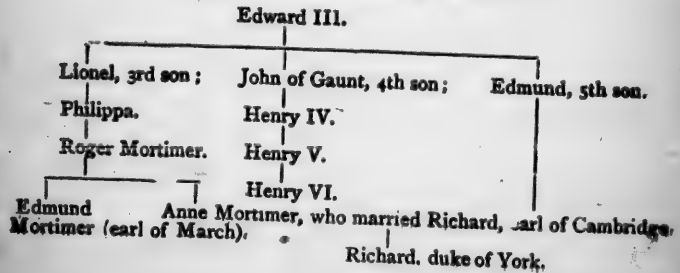 Edward III.
Lionel, 3rd son; John of Gaunt, 4th son; Edmund, 5th son.
Philippa. Henry IV.
Roger Mortimer. Henry V.
Henry VI.
Edmund Anne Mortimer, who married Richard, earl of Cambridge.
Mortimer (earl of March).
Richard, duke of York.